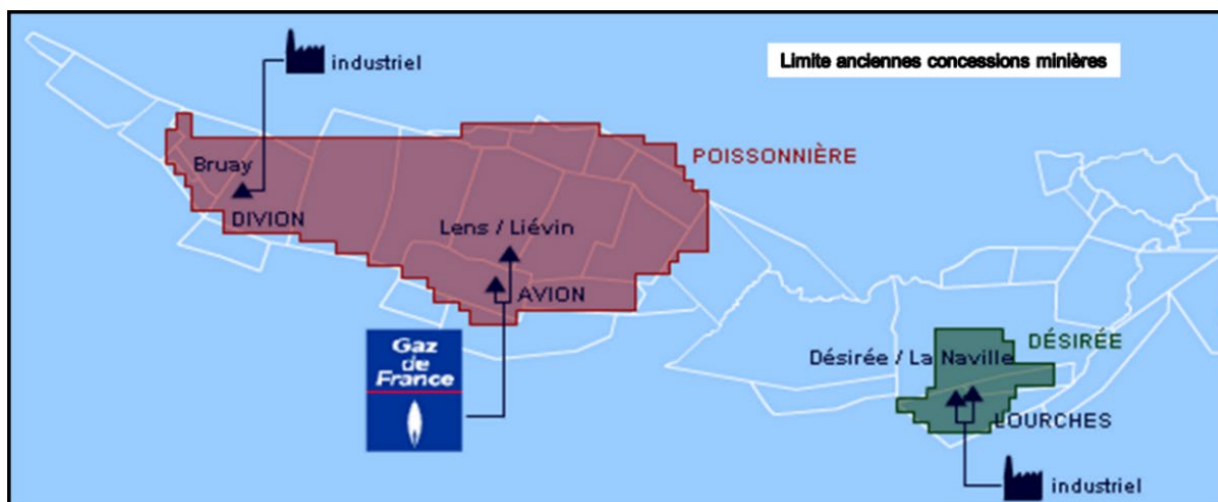 industriel
Limite anciennes concessions minières
POISSONNIÈRE
Bruay
DIVION
Lens / Liévin
AVION
Gaz
de
France
DÉSIRÉE
Désirée / La Naville
LOURCHES
industriel